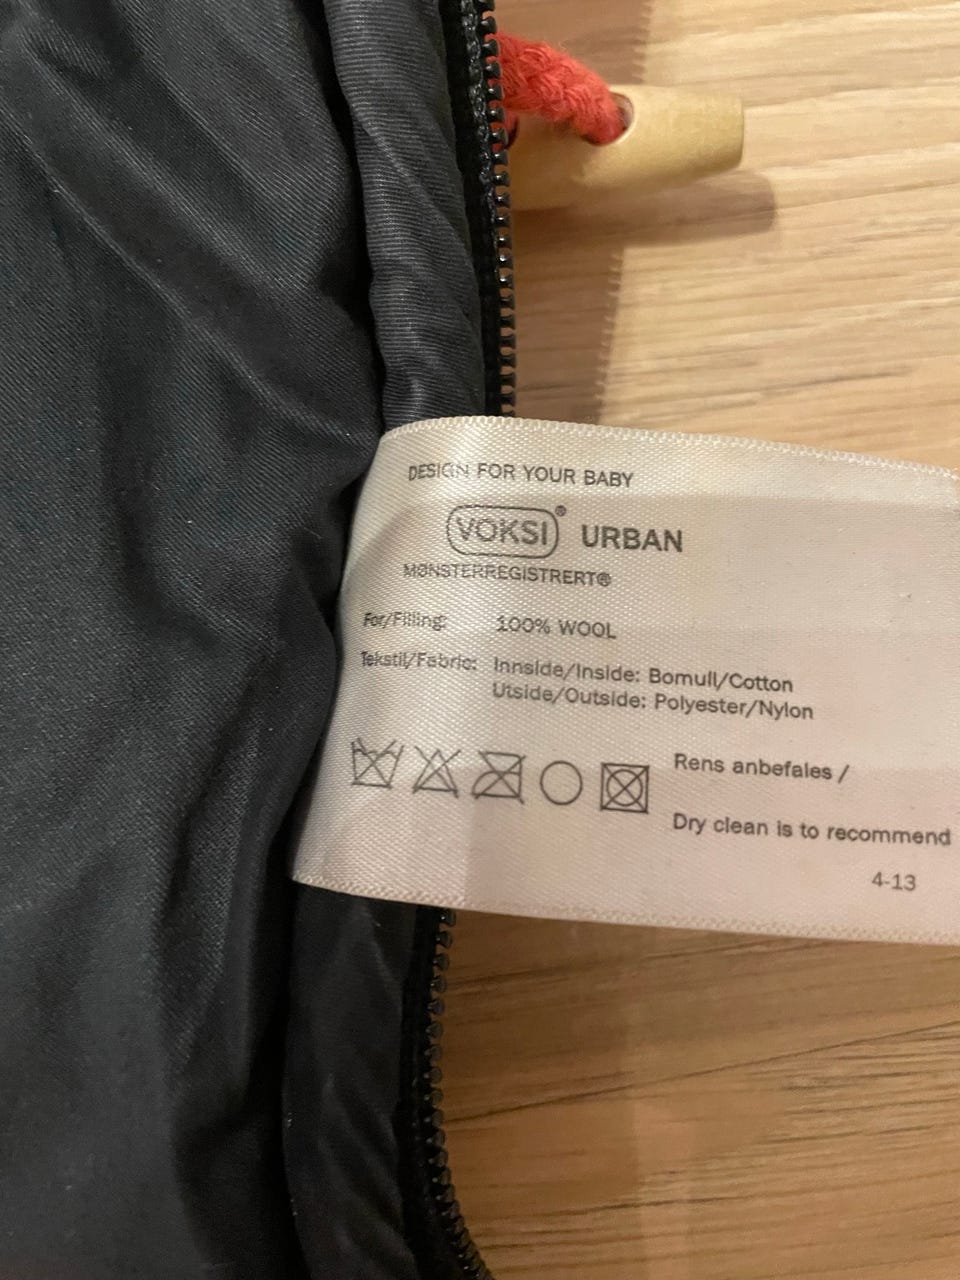 DESIGN FOR YOUR BABY
VOKSI® URBAN
MØNSTERREGISTRERT®
For/Filling: 100% WOOL
Tekstil/Fabric: Innside/Inside: Bomull/Cotton
Utside/Outside: Polyester/Nylon
Rens anbefales /
Dry clean is to recommend
4-13